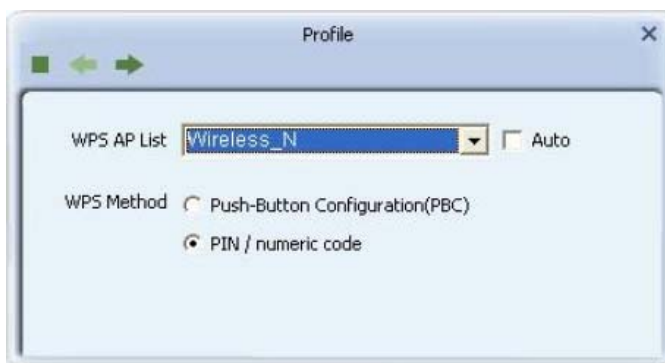 Profile
WPS AP List Wireless_N Auto
WPS Method Push-Button Configuration(PBC)
PIN / numeric code